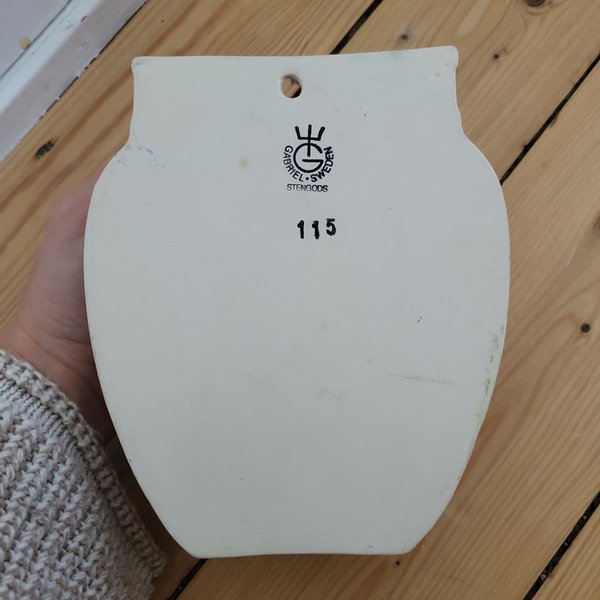 GABRIEL • SWEDEN
G
STENGODS
115